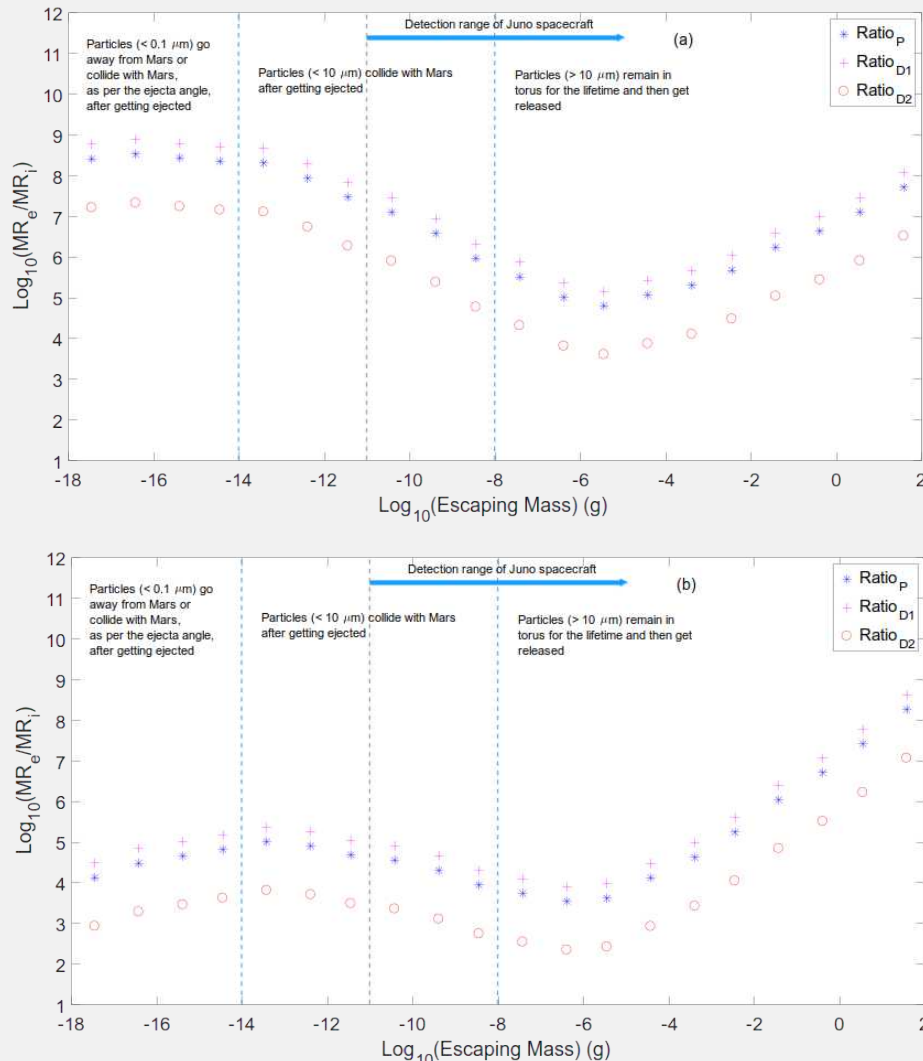 12
11
10
9
8
7
6
5
4
3
2
1
Log10(MRe/MRi)
Particles (< 0.1 μm) go
away from Mars or
collide with Mars,
as per the ejecta angle,
after getting ejected
Particles (< 10 μm) collide with Mars
after getting ejected
Detection range of Juno spacecraft
Particles (> 10 μm) remain in
torus for the lifetime and then get
released
(a)
RatioP
RatioD1
RatioD2
-18 -16 -14 -12 -10 -8 -6 -4 -2 0 2
Log10(Escaping Mass) (g)
12
11
10
9
8
7
6
5
4
3
2
1
Log10(MRe/MRi)
Particles (< 0.1 μm) go
away from Mars or
collide with Mars,
as per the ejecta angle,
after getting ejected
Particles (< 10 μm) collide with Mars
after getting ejected
Detection range of Juno spacecraft
Particles (> 10 μm) remain in
torus for the lifetime and then get
released
(b)
RatioP
RatioD1
RatioD2
-18 -16 -14 -12 -10 -8 -6 -4 -2 0 2
Log10(Escaping Mass) (g)